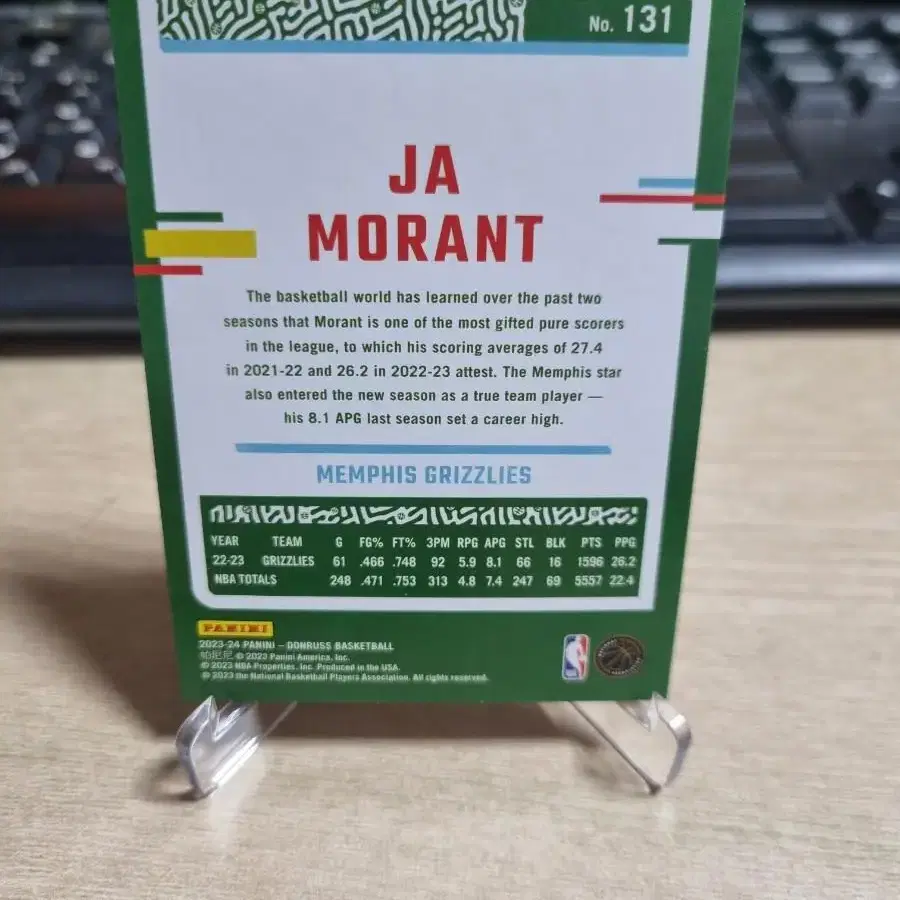 No. 131
JA
MORANT
The basketball world has learned over the past two
seasons that Morant is one of the most gifted pure scorers
in the league, to which his scoring averages of 27.4
in 2021-22 and 26.2 in 2022-23 attest. The Memphis star
also entered the new season as a true team player —
his 8.1 APG last season set a career high.
MEMPHIS GRIZZLIES
YEAR TEAM G FG% FT% 3PM RPG APG STL BLK PTS PPG
22-23 GRIZZLIES 61 .466 .748 92 5.9 8.1 66 16 1596 26.2
NBA TOTALS 248 .471 .753 313 4.8 7.4 247 69 5557 22.4
PANINI
2023-24 PANINI – DONRUSS BASKETBALL
帕尼尼 © 2023 Panini America, Inc.
© 2023 NBA Properties, Inc. Produced in the USA.
© 2023 the National Basketball Players Association. All rights reserved.